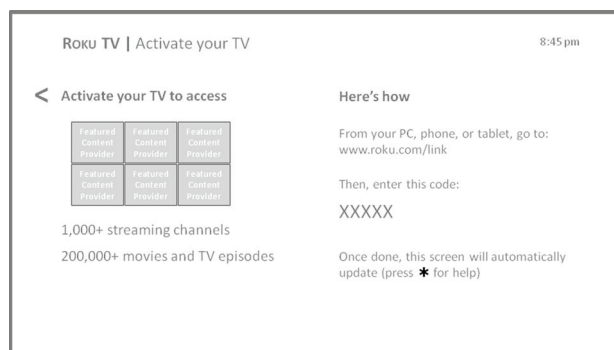 ROKU TV | Activate your TV
8:45 pm
< Activate your TV to access
Featured Content Provider
Featured Content Provider
Featured Content Provider
Featured Content Provider
Featured Content Provider
Featured Content Provider
1,000+ streaming channels
200,000+ movies and TV episodes
Here's how
From your PC, phone, or tablet, go to:
www.roku.com/link
Then, enter this code:
XXXXX
Once done, this screen will automatically
update (press * for help)